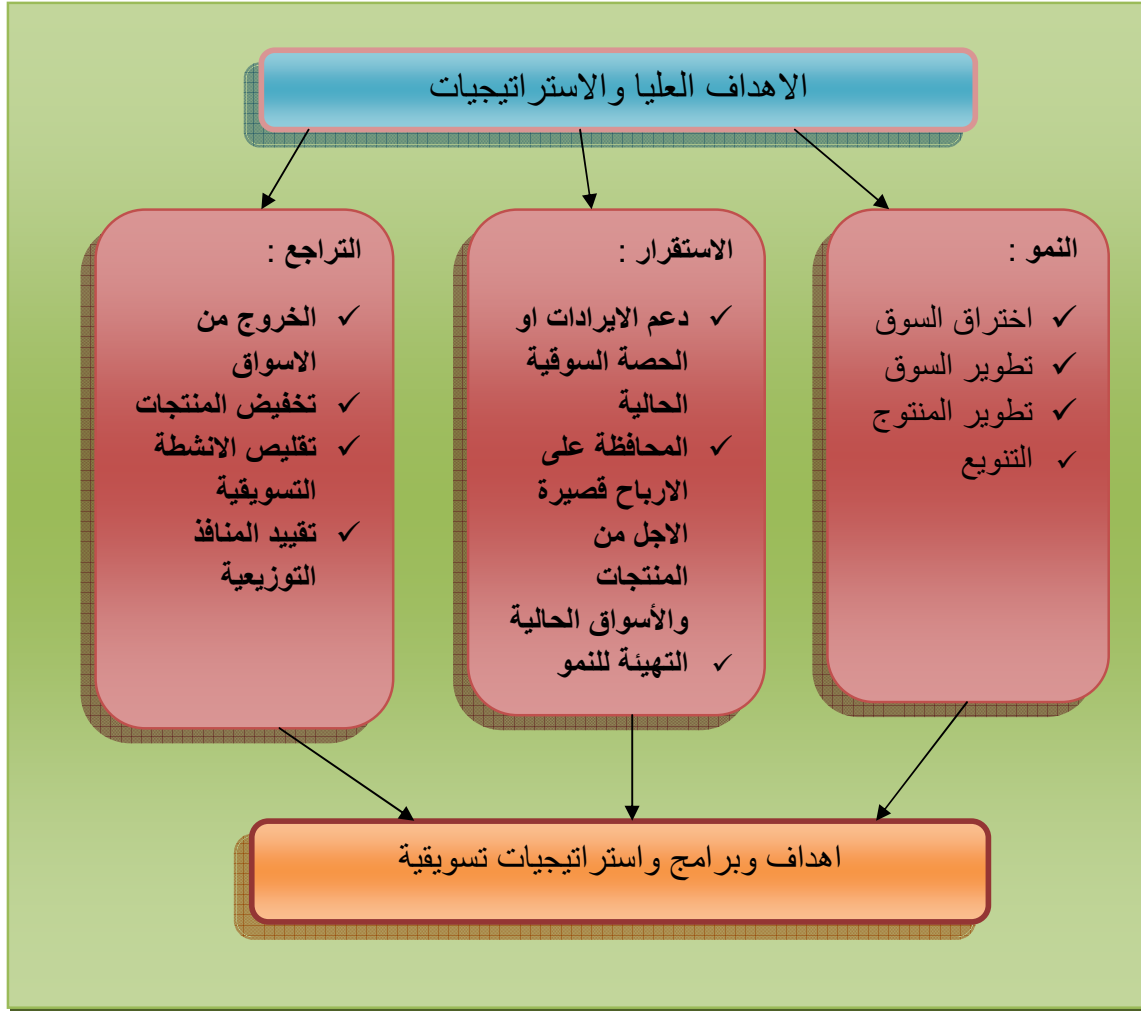 الاهداف العليا والاستراتيجيات
النمو :
✓ اختراق السوق
✓ تطوير السوق
✓ تطوير المنتوج
✓ التنويع
الاستقرار :
✓ دعم الايرادات او
الحصة السوقية
الحالية
✓ المحافظة على
الارباح قصيرة
الاجل من
المنتجات
والأسواق الحالية
✓ التهيئة للنمو
التراجع :
✓ الخروج من
الاسواق
✓ تخفيض المنتجات
✓ تقليص الانشطة
التسويقية
✓ تقييد المنافذ
التوزيعية
اهداف وبرامج واستراتيجيات تسويقية